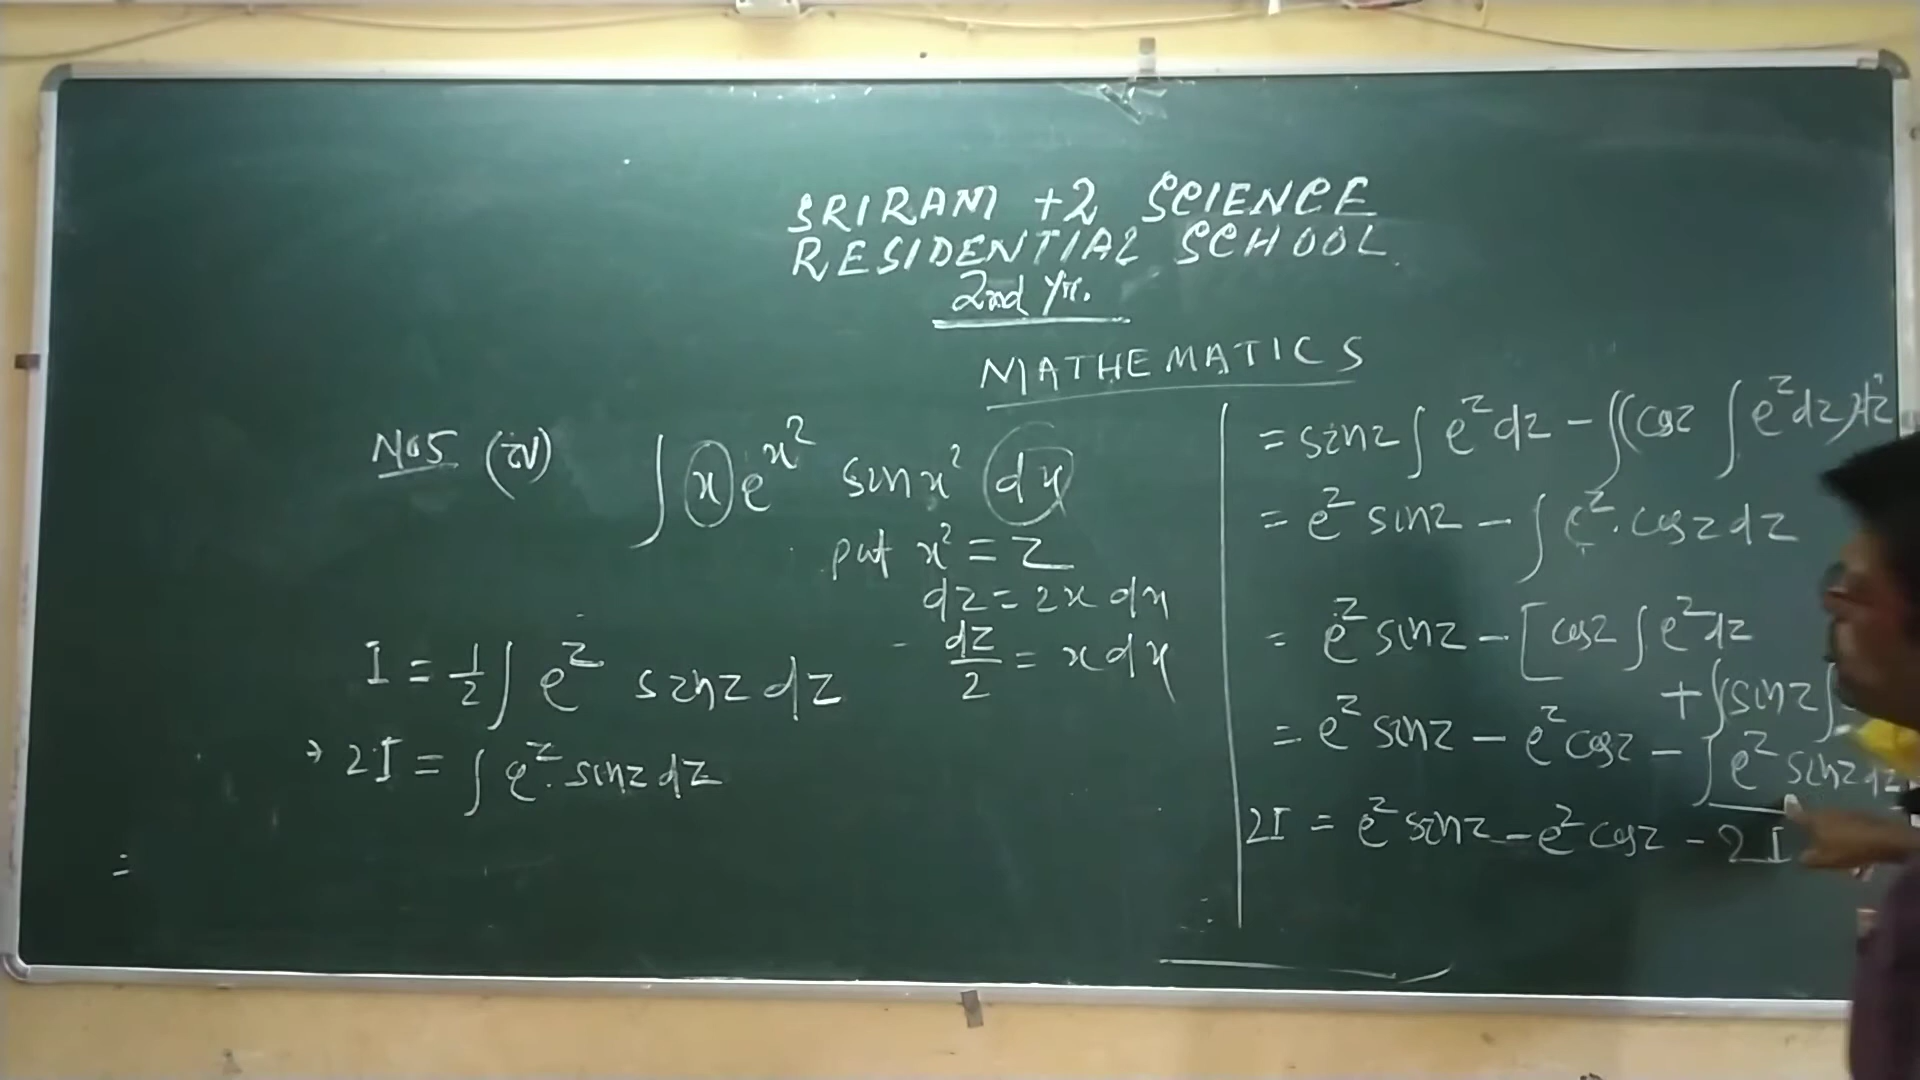 SRIRAM +2 SCIENCE
RESIDENTIAL SCHOOL
2nd Yr.
MATHEMATICS
No5 (iv) ∫ x e^x² sin x² dx
put x² = z
dz = 2x dx
dz/2 = x dx
I = 1/2 ∫ e^z sin z dz
→ 2I = ∫ e^z · sin z dz
=
= sin z ∫ e^z dz – ∫(cos z ∫ e^z dz) dz
= e^z sin z – ∫ e^z · cos z dz
= e^z sin z – [cos z ∫ e^z dz
+ ∫(sin z ∫
= e^z sin z – e^z cos z – ∫ e^z sin z dz
2I = e^z sin z – e^z cos z – 2I